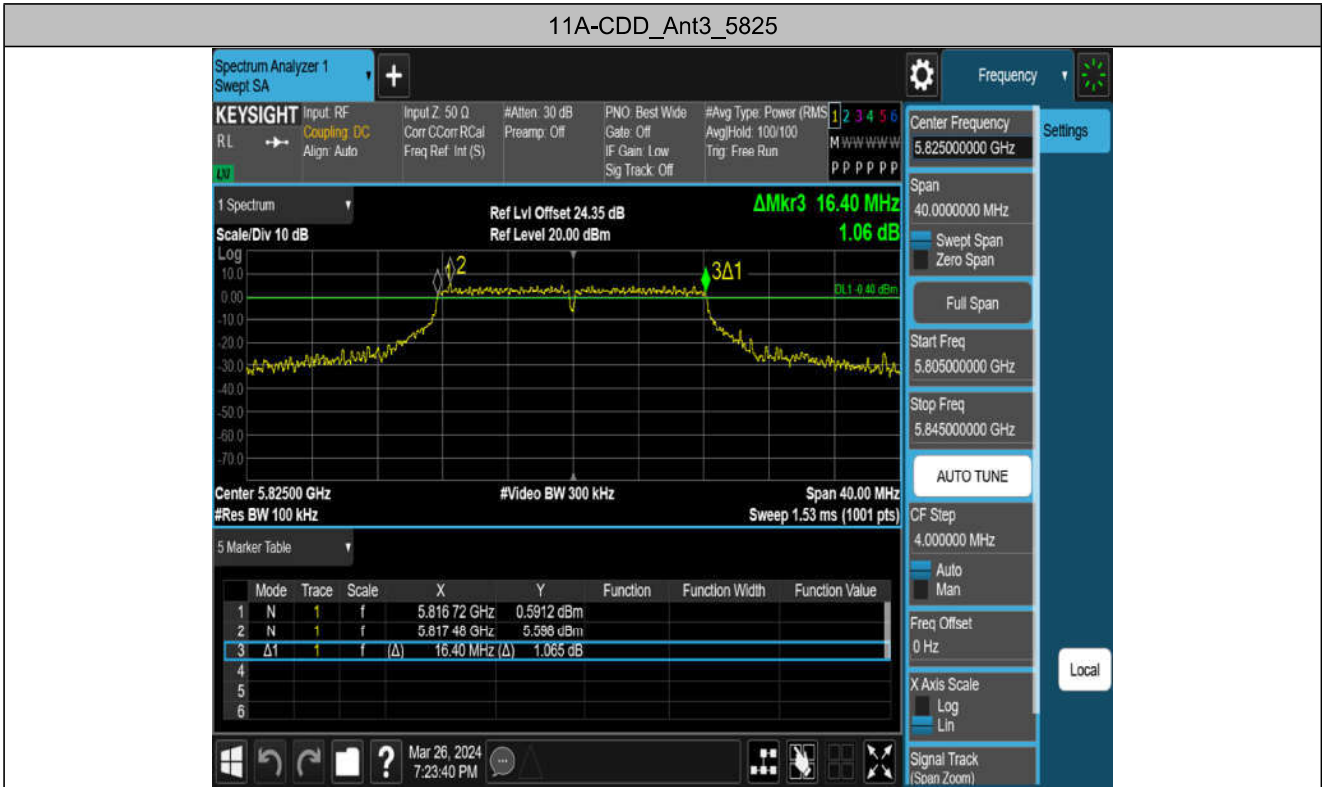 11A-CDD_Ant3_5825
Spectrum Analyzer 1
Swept SA
Frequency
KEYSIGHT
RL
LXI
Input: RF
Coupling: DC
Align: Auto
Input Z: 50 Ω
Corr CCorr RCal
Freq Ref: Int (S)
#Atten: 30 dB
Preamp: Off
PNO: Best Wide
Gate: Off
IF Gain: Low
Sig Track: Off
#Avg Type: Power (RMS
Avg|Hold: 100/100
Trig: Free Run
1 2 3 4 5 6
M W W W W W
P P P P P P
1 Spectrum
Scale/Div 10 dB
Ref Lvl Offset 24.35 dB
Ref Level 20.00 dBm
ΔMkr3 16.40 MHz
1.06 dB
Log
10.0
0.00
-10.0
-20.0
-30.0
-40.0
-50.0
-60.0
-70.0
2
3Δ1
DL1 -0.40 dBm
Center 5.82500 GHz
#Res BW 100 kHz
#Video BW 300 kHz
Span 40.00 MHz
Sweep 1.53 ms (1001 pts)
5 Marker Table
Mode Trace Scale X Y Function Function Width Function Value
1 N 1 f 5.816 72 GHz 0.5912 dBm
2 N 1 f 5.817 48 GHz 5.598 dBm
3 Δ1 1 f (Δ) 16.40 MHz (Δ) 1.065 dB
4
5
6
Mar 26, 2024
7:23:40 PM
Center Frequency
5.825000000 GHz
Settings
Span
40.0000000 MHz
Swept Span
Zero Span
Full Span
Start Freq
5.805000000 GHz
Stop Freq
5.845000000 GHz
AUTO TUNE
CF Step
4.000000 MHz
Auto
Man
Freq Offset
0 Hz
X Axis Scale
Log
Lin
Local
Signal Track
(Span Zoom)